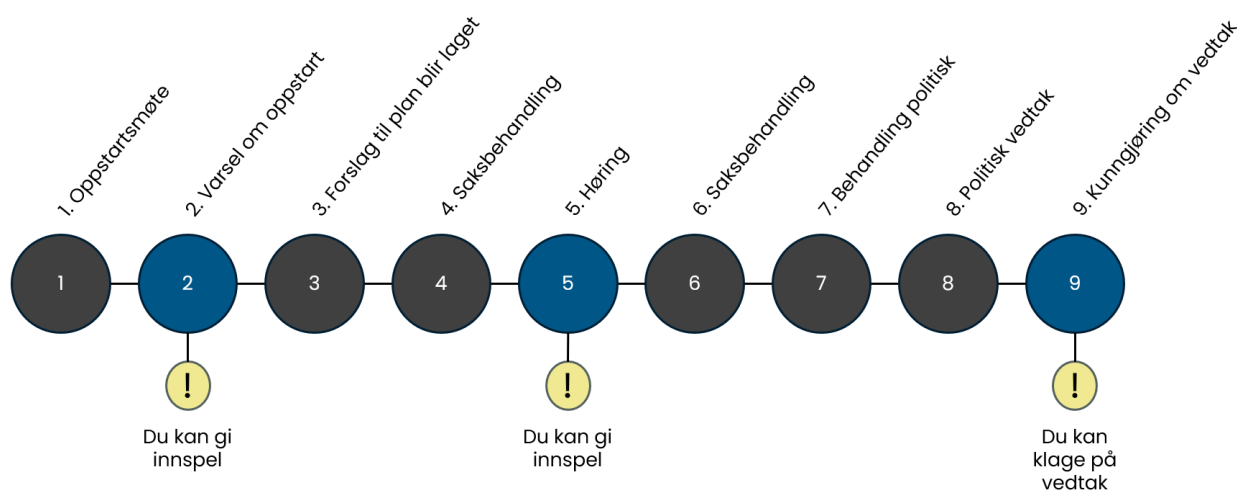 1. Oppstartsmøte
2. Varsel om oppstart
3. Forslag til plan blir laget
4. Saksbehandling
5. Høring
6. Saksbehandling
7. Behandling politisk
8. Politisk vedtak
9. Kunngjøring om vedtak
1
2
3
4
5
6
7
8
9
!
Du kan gi
innspel
!
Du kan gi
innspel
!
Du kan
klage på
vedtak